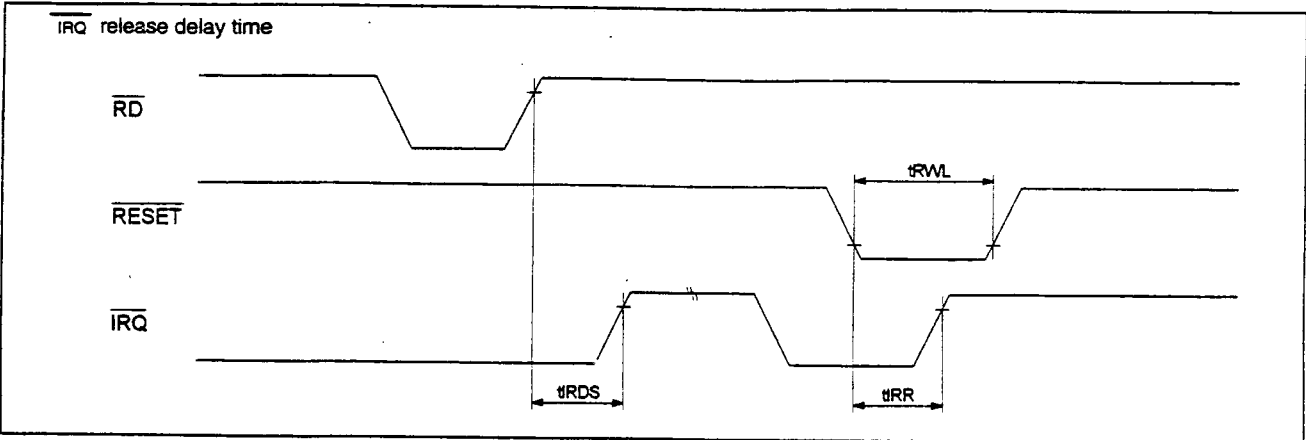 IRQ release delay time
RD
tRWL
RESET
IRQ
tIRDS
tIRR